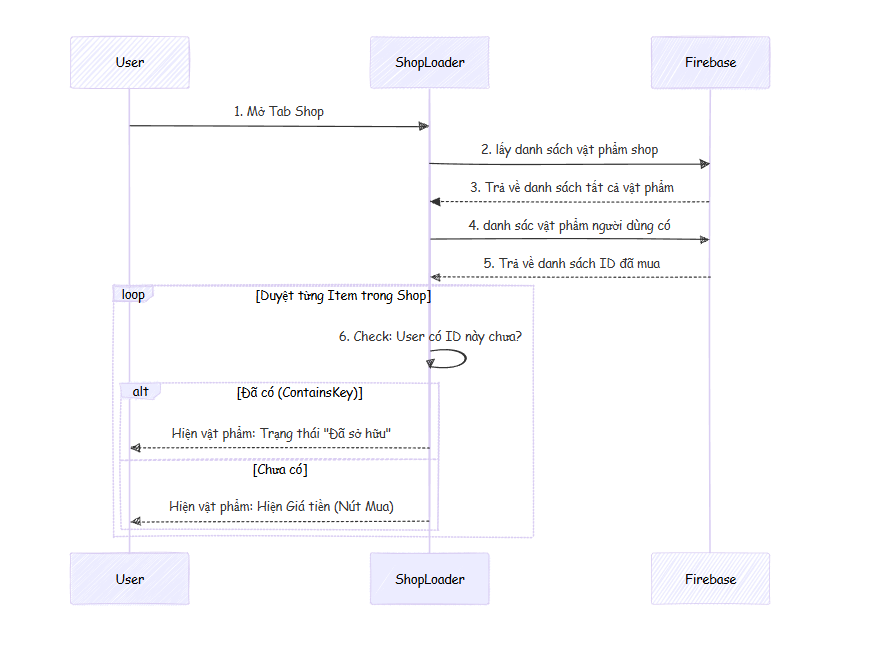 User
ShopLoader
Firebase
1. Mở Tab Shop
2. lấy danh sách vật phẩm shop
3. Trả về danh sách tất cả vật phẩm
4. danh sác vật phẩm người dùng có
5. Trả về danh sách ID đã mua
loop
[Duyệt từng Item trong Shop]
6. Check: User có ID này chưa?
alt
[Đã có (ContainsKey)]
Hiện vật phẩm: Trạng thái "Đã sở hữu"
[Chưa có]
Hiện vật phẩm: Hiện Giá tiền (Nút Mua)
User
ShopLoader
Firebase